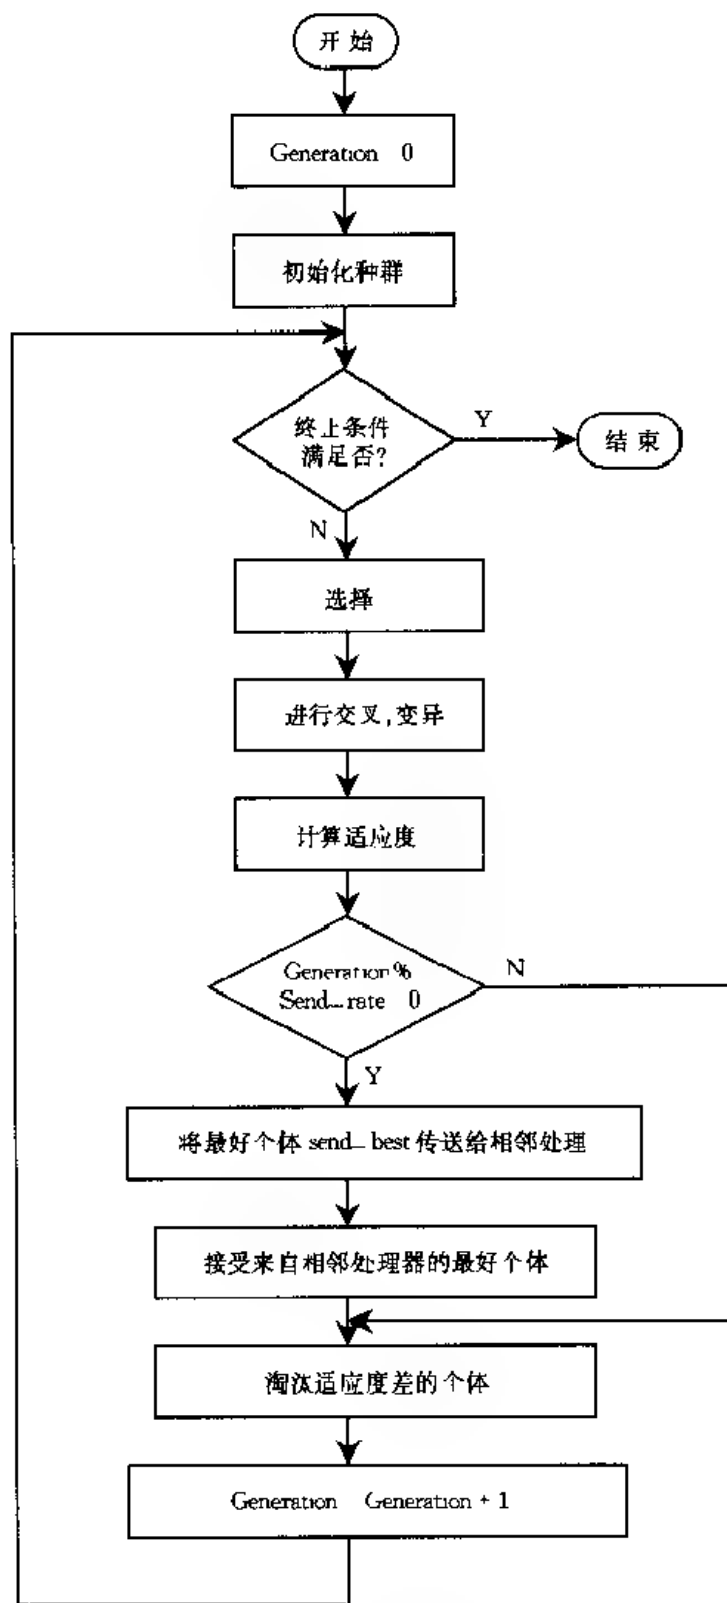 开始
Generation 0
初始化种群
终止条件
满足否?
Y
结束
N
选择
进行交叉,变异
计算适应度
Generation %
Send_rate 0
N
Y
将最好个体 send_best 传送给相邻处理
接受来自相邻处理器的最好个体
淘汰适应度差的个体
Generation Generation + 1